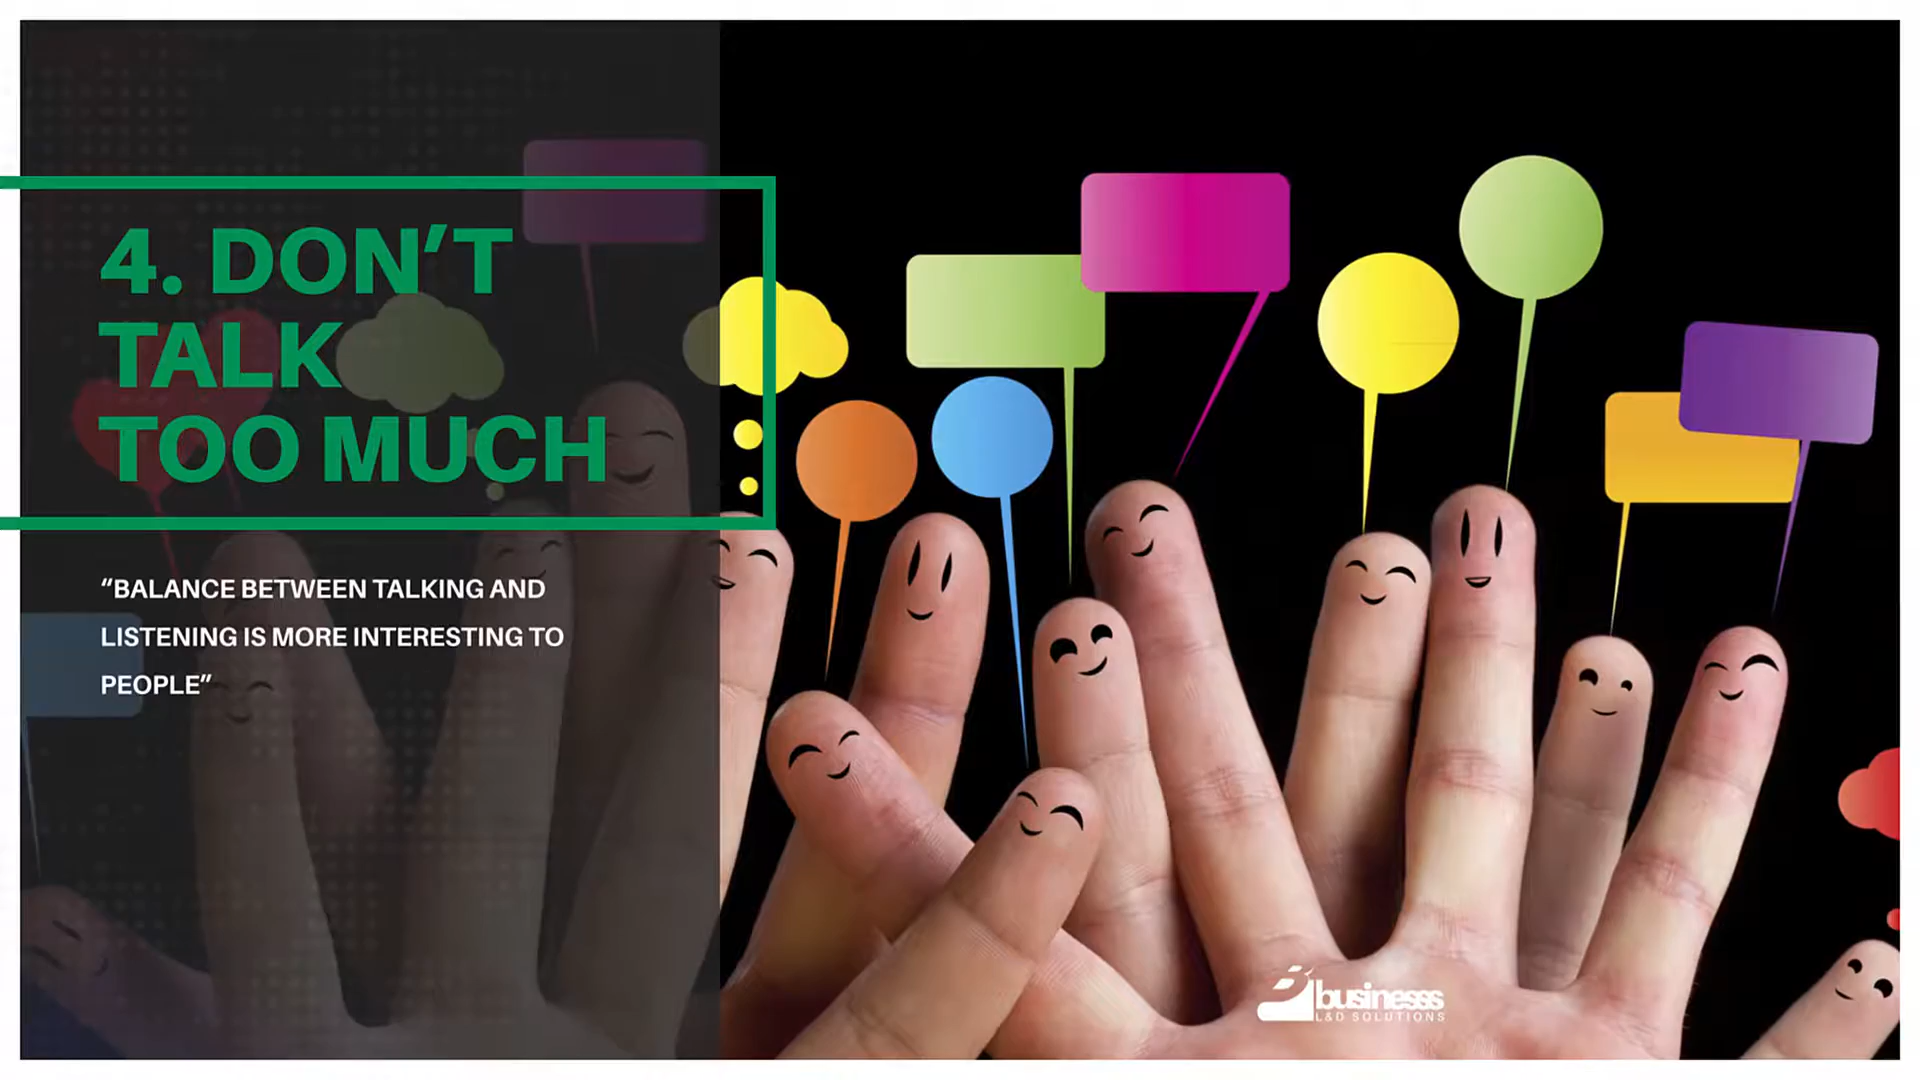 4. DON’T
TALK
TOO MUCH
“BALANCE BETWEEN TALKING AND
LISTENING IS MORE INTERESTING TO
PEOPLE”
businesss
L&D SOLUTIONS